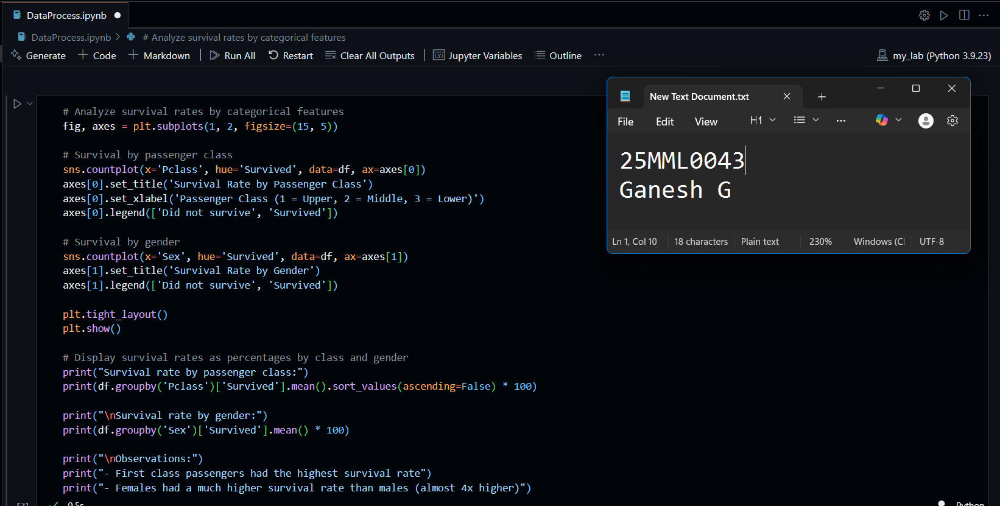 DataProcess.ipynb
DataProcess.ipynb > # Analyze survival rates by categorical features
Generate + Code + Markdown | Run All Restart Clear All Outputs | Jupyter Variables Outline ...
my_lab (Python 3.9.23)
# Analyze survival rates by categorical features
fig, axes = plt.subplots(1, 2, figsize=(15, 5))
# Survival by passenger class
sns.countplot(x='Pclass', hue='Survived', data=df, ax=axes[0])
axes[0].set_title('Survival Rate by Passenger Class')
axes[0].set_xlabel('Passenger Class (1 = Upper, 2 = Middle, 3 = Lower)')
axes[0].legend(['Did not survive', 'Survived'])
# Survival by gender
sns.countplot(x='Sex', hue='Survived', data=df, ax=axes[1])
axes[1].set_title('Survival Rate by Gender')
axes[1].legend(['Did not survive', 'Survived'])
plt.tight_layout()
plt.show()
# Display survival rates as percentages by class and gender
print("Survival rate by passenger class:")
print(df.groupby('Pclass')['Survived'].mean().sort_values(ascending=False) * 100)
print("\nSurvival rate by gender:")
print(df.groupby('Sex')['Survived'].mean() * 100)
print("\nObservations:")
print("- First class passengers had the highest survival rate")
print("- Females had a much higher survival rate than males (almost 4x higher)")
[7] 0.5s
Python
New Text Document.txt
File Edit View H1
25MML0043
Ganesh G
Ln 1, Col 10 18 characters Plain text 230% Windows (Cl UTF-8